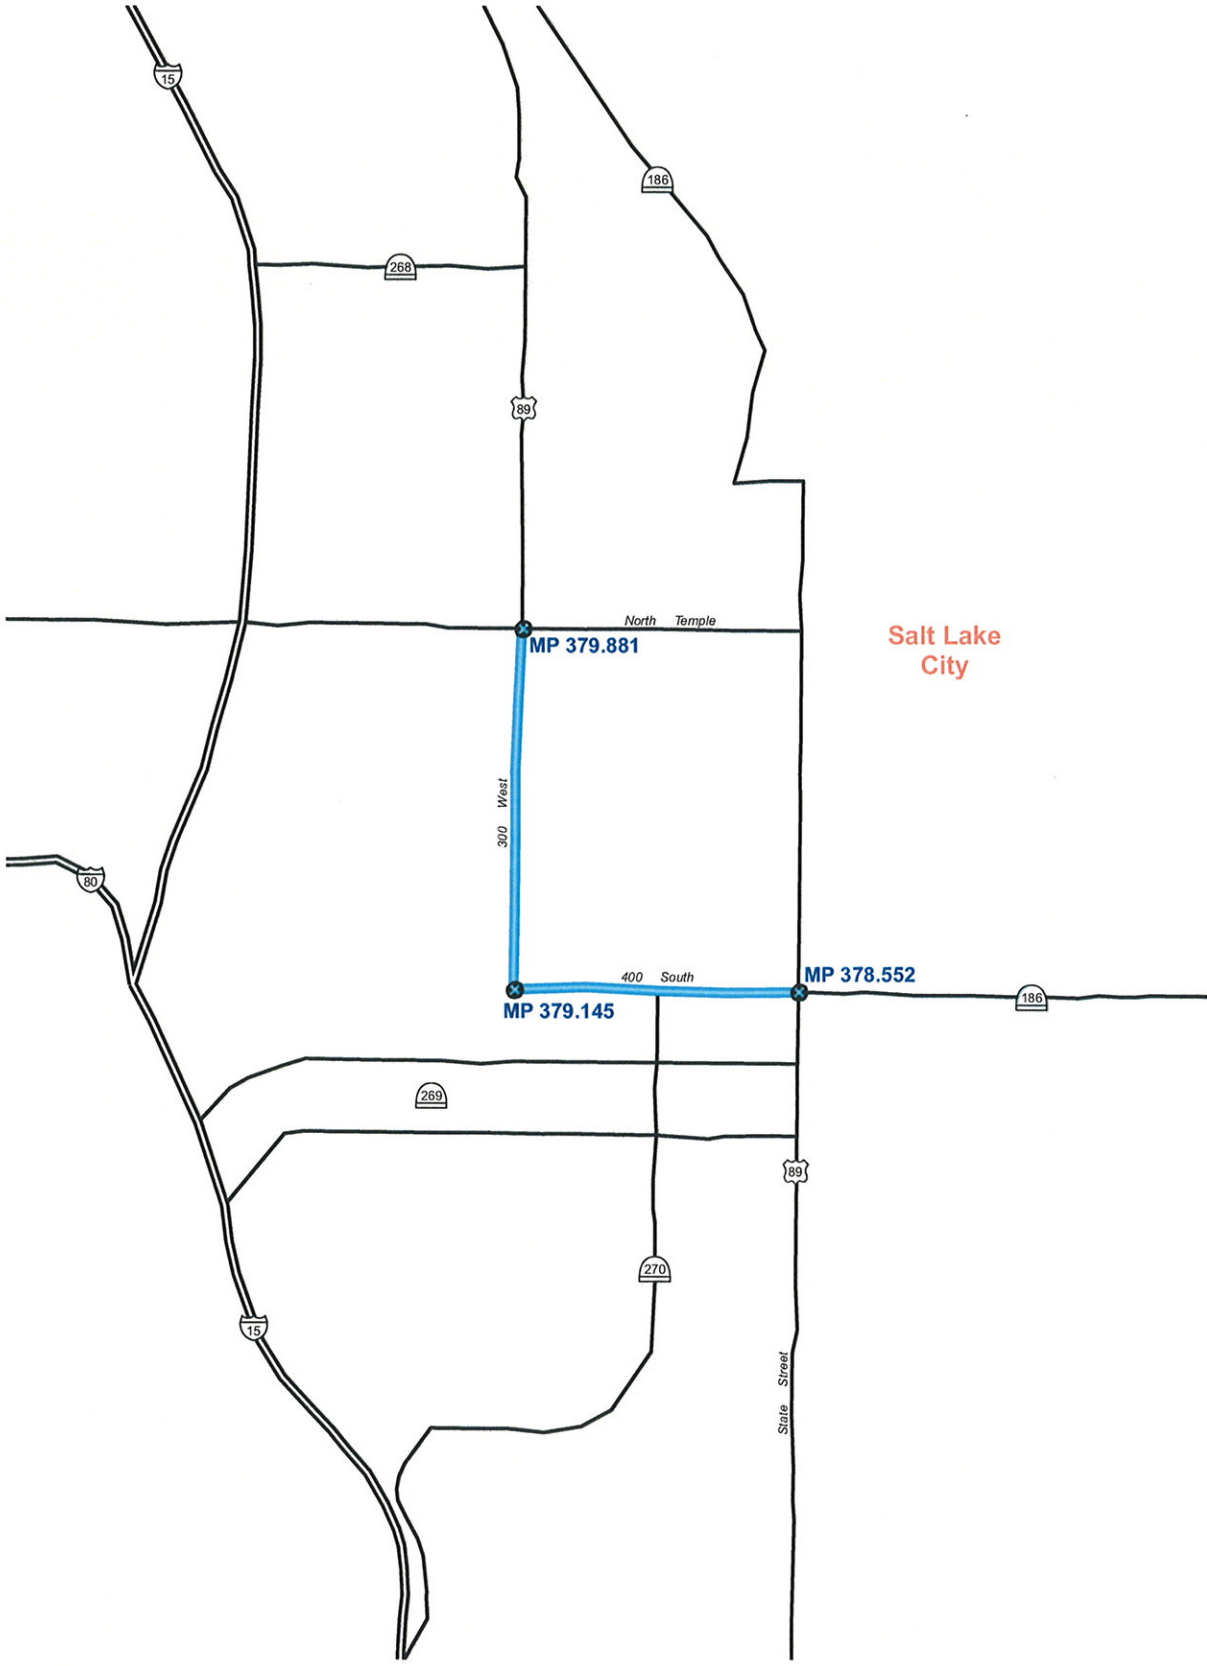 15
186
268
89
North Temple
MP 379.881
Salt Lake
City
300 West
80
400 South
MP 378.552
MP 379.145
186
269
89
270
15
State Street